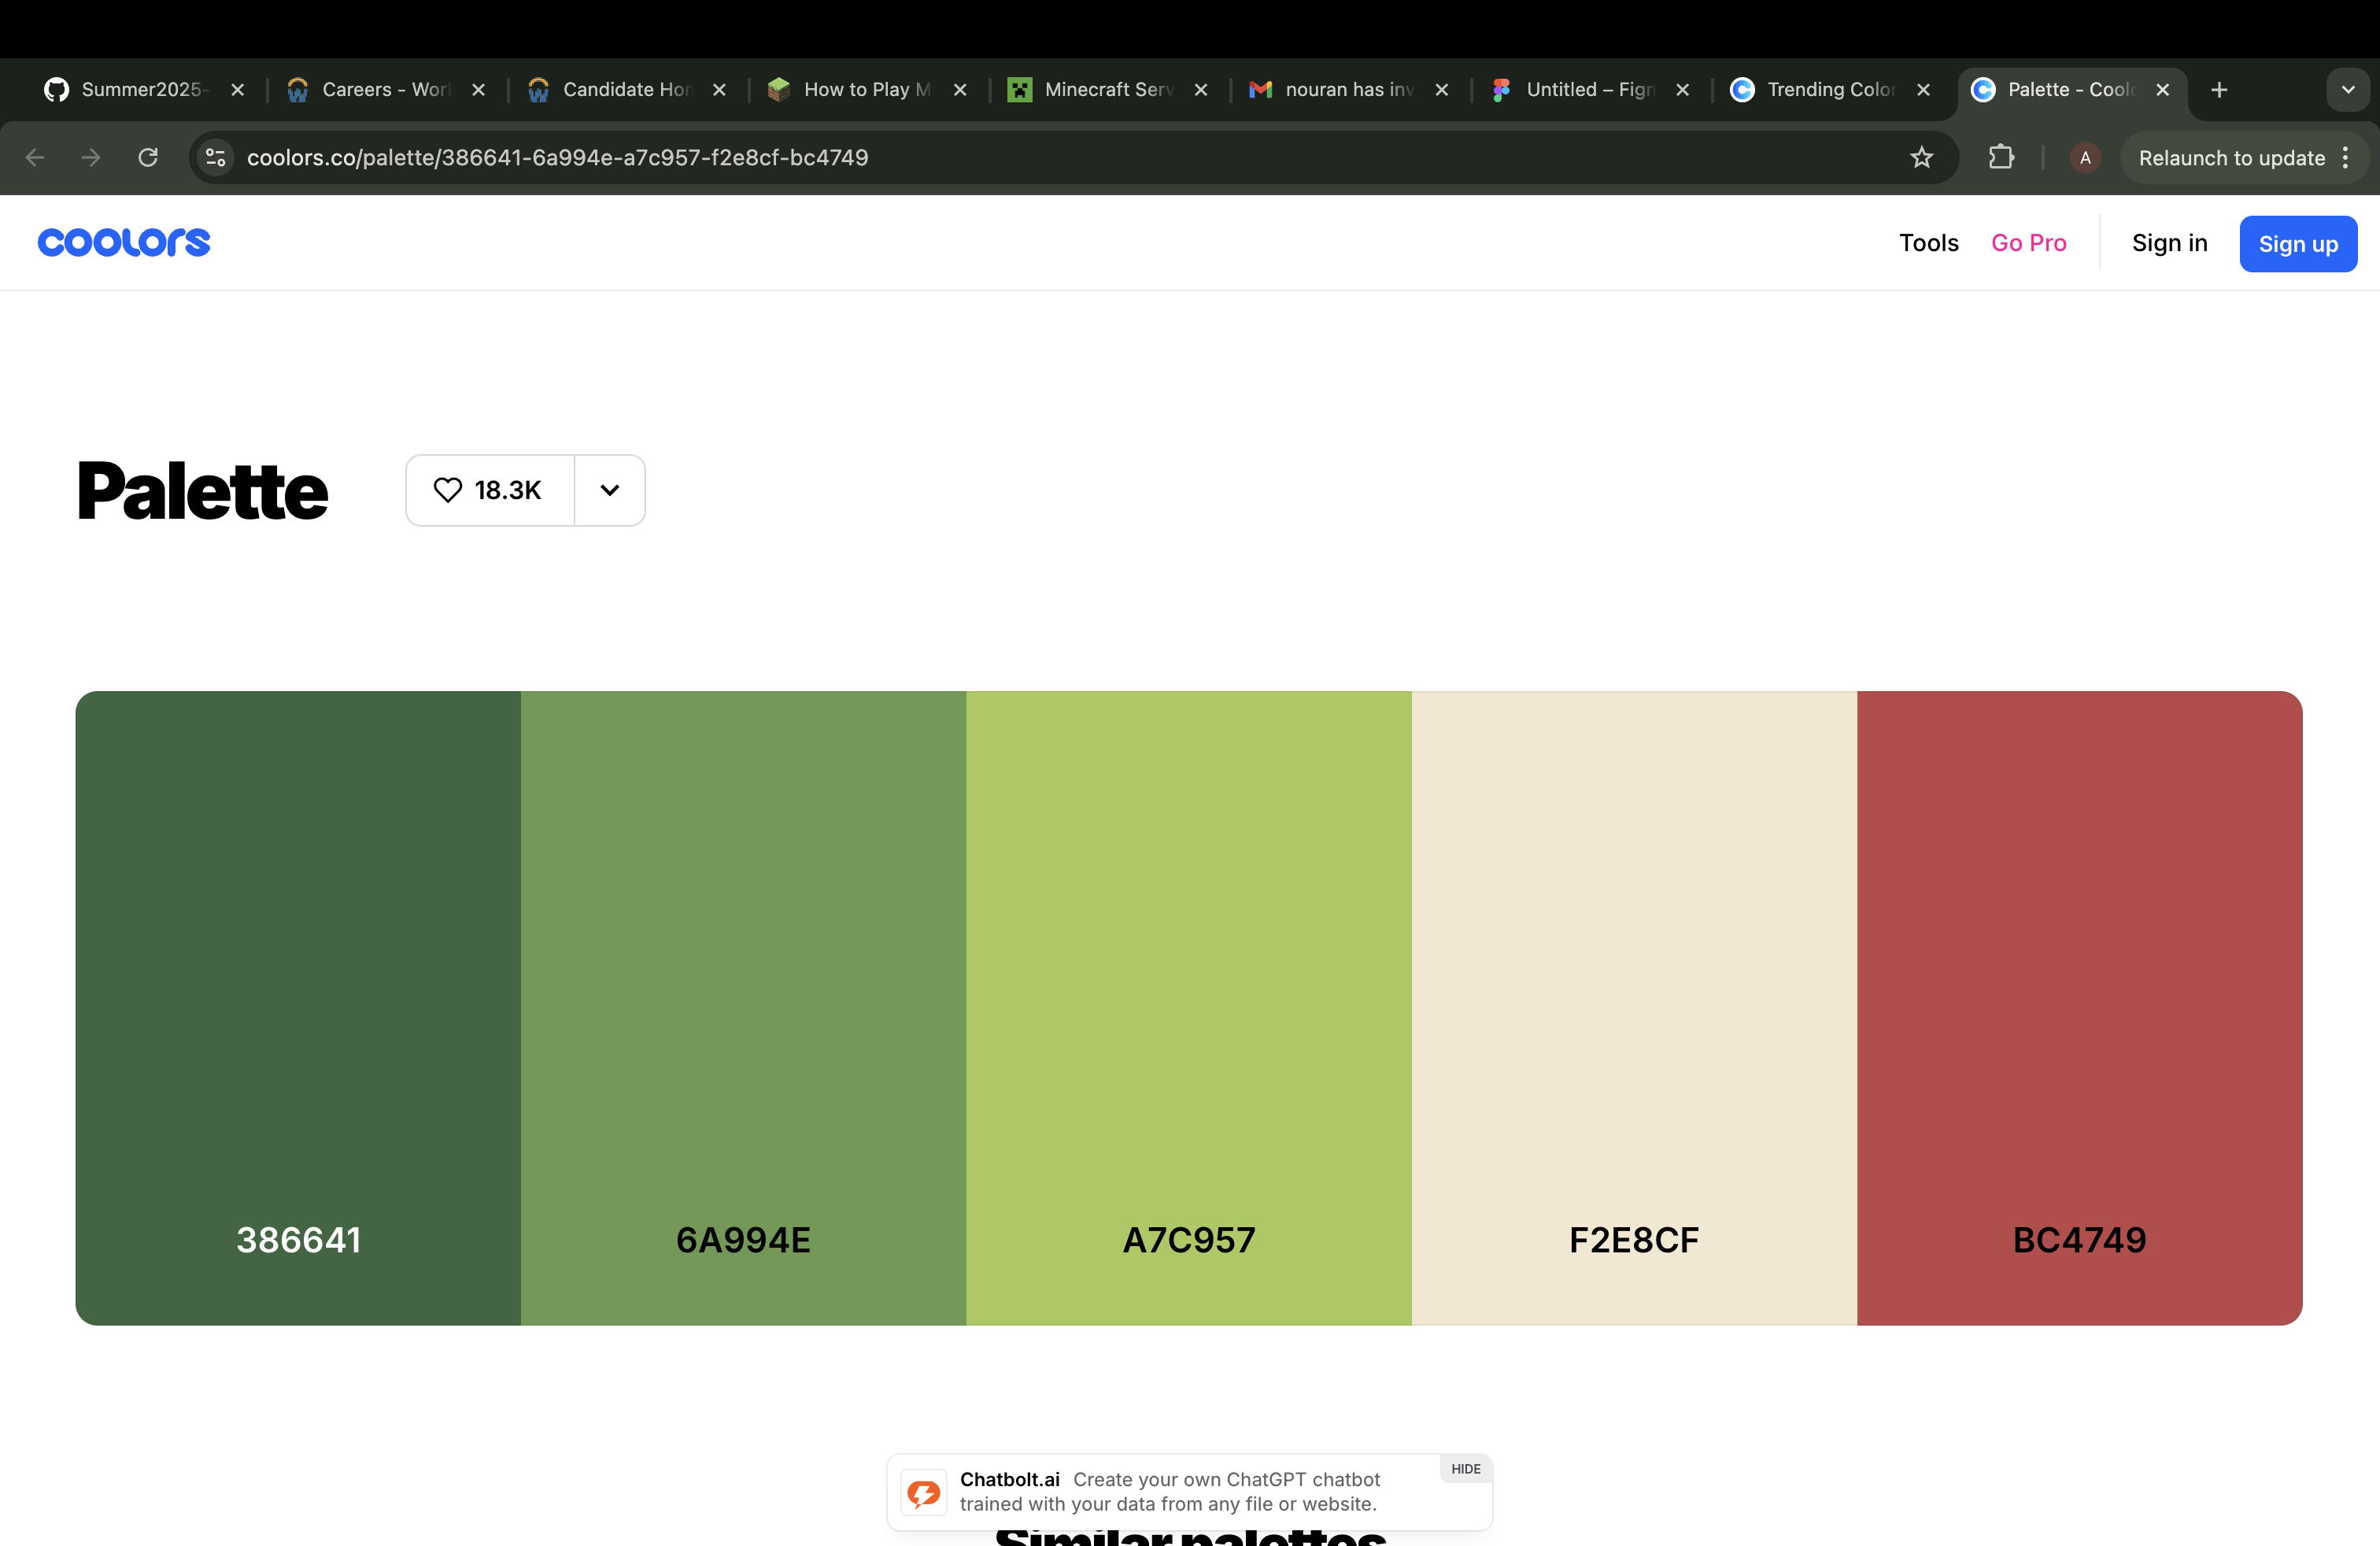 Summer2025-
Careers - Wor
Candidate Hor
How to Play M
Minecraft Serv
nouran has inv
Untitled – Figm
Trending Color
Palette - Coolo
coolors.co/palette/386641-6a994e-a7c957-f2e8cf-bc4749
A
Relaunch to update
coolors
Tools
Go Pro
Sign in
Sign up
Palette
18.3K
386641
6A994E
A7C957
F2E8CF
BC4749
Chatbolt.ai Create your own ChatGPT chatbot
trained with your data from any file or website.
HIDE
Similar palettes